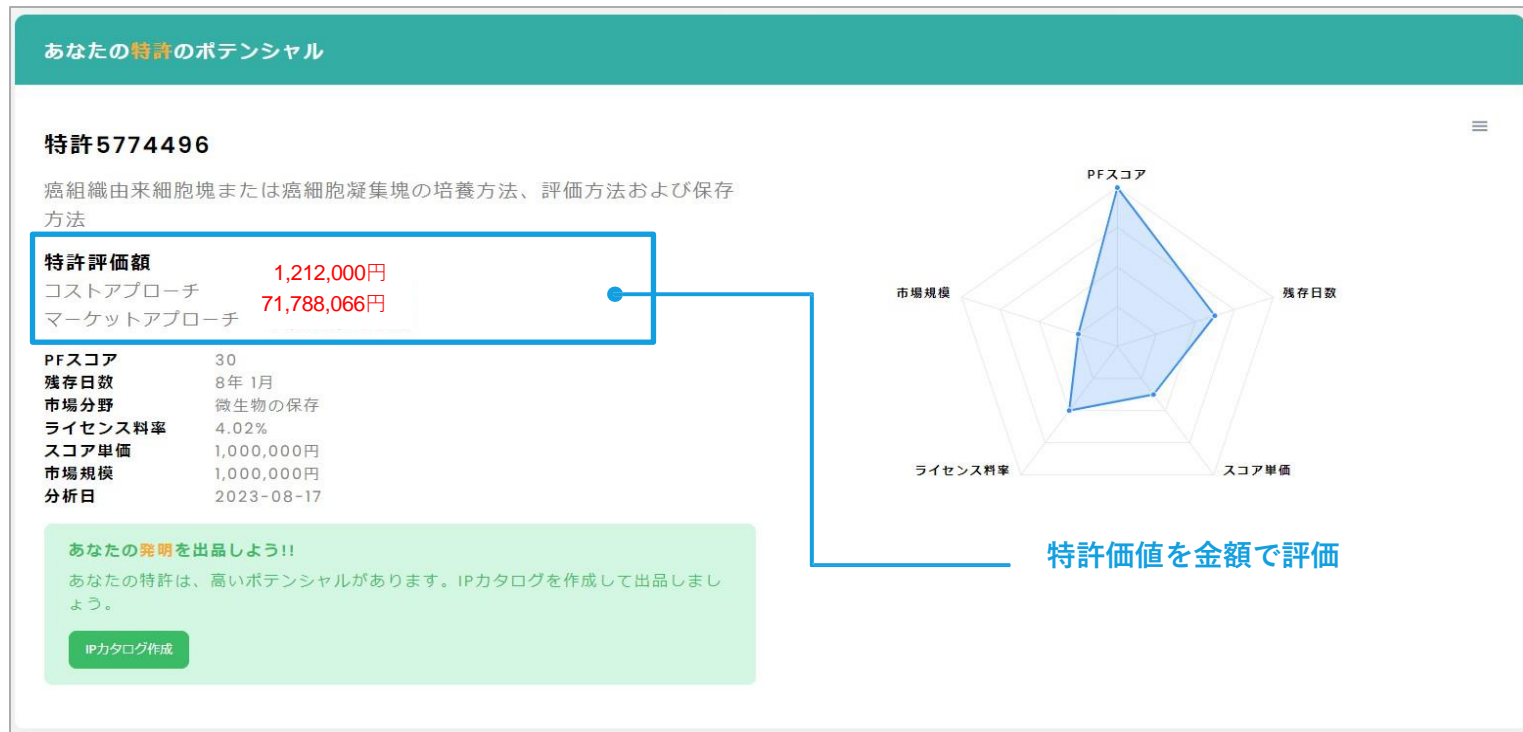 あなたの特許のポテンシャル
特許5774496
癌組織由来細胞塊または癌細胞凝集塊の培養方法、評価方法および保存
方法
特許評価額
コストアプローチ 1,212,000円
マーケットアプローチ 71,788,066円
PFスコア 30
残存日数 8年 1月
市場分野 微生物の保存
ライセンス料率 4.02%
スコア単価 1,000,000円
市場規模 1,000,000円
分析日 2023-08-17
あなたの発明を出品しよう!!
あなたの特許は、高いポテンシャルがあります。IPカタログを作成して出品しまし
ょう。
IPカタログ作成
PFスコア
市場規模
残存日数
ライセンス料率
スコア単価
特許価値を金額で評価